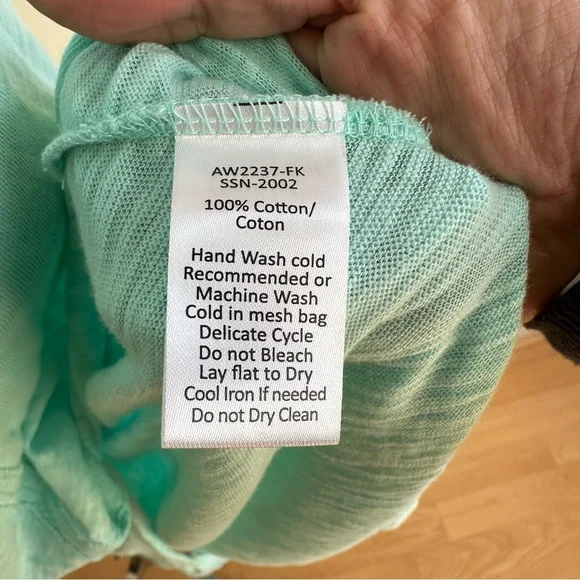 AW2237-FK
SSN-2002
100% Cotton/
Coton
Hand Wash cold
Recommended or
Machine Wash
Cold in mesh bag
Delicate Cycle
Do not Bleach
Lay flat to Dry
Cool Iron If needed
Do not Dry Clean